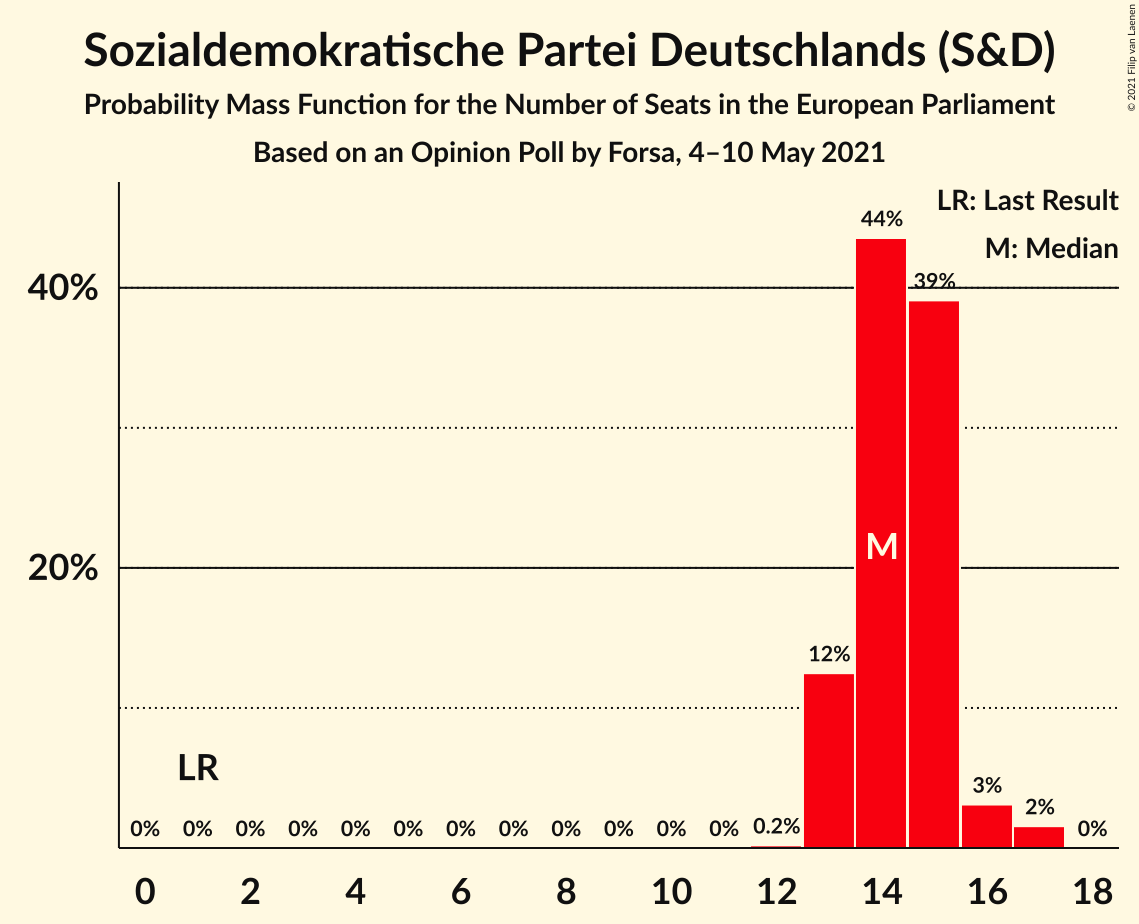 Sozialdemokratische Partei Deutschlands (S&D)
Probability Mass Function for the Number of Seats in the European Parliament
Based on an Opinion Poll by Forsa, 4–10 May 2021
© 2021 Filip van Laenen
LR: Last Result
M: Median
44%
39%
40%
M
20%
12%
LR
3%
2%
0% 0% 0% 0% 0% 0% 0% 0% 0% 0% 0% 0% 0.2% 0%
0 2 4 6 8 10 12 14 16 18